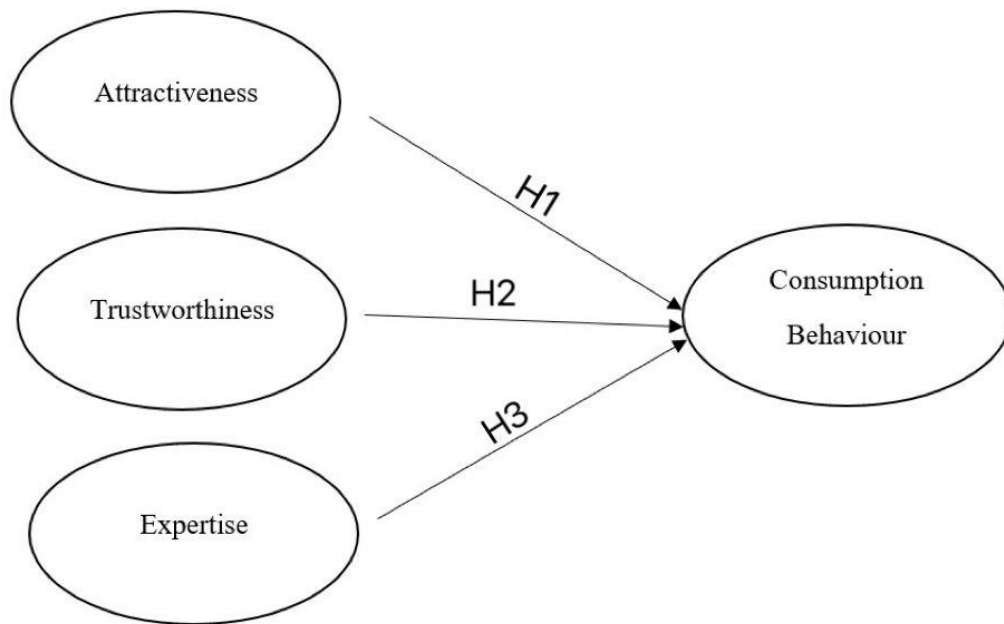 Attractiveness
H1
Trustworthiness
H2
Consumption
Behaviour
H3
Expertise